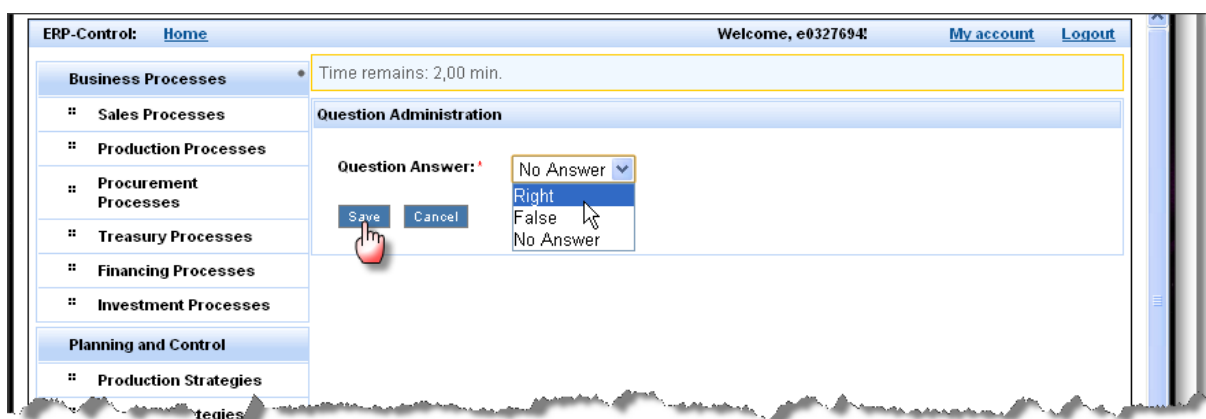 ERP-Control: Home Welcome, e0327694! My account Logout
Business Processes
Time remains: 2,00 min.
Sales Processes
Question Administration
Production Processes
Question Answer:* No Answer
Procurement
Processes
Right
False
No Answer
Save Cancel
Treasury Processes
Financing Processes
Investment Processes
Planning and Control
Production Strategies